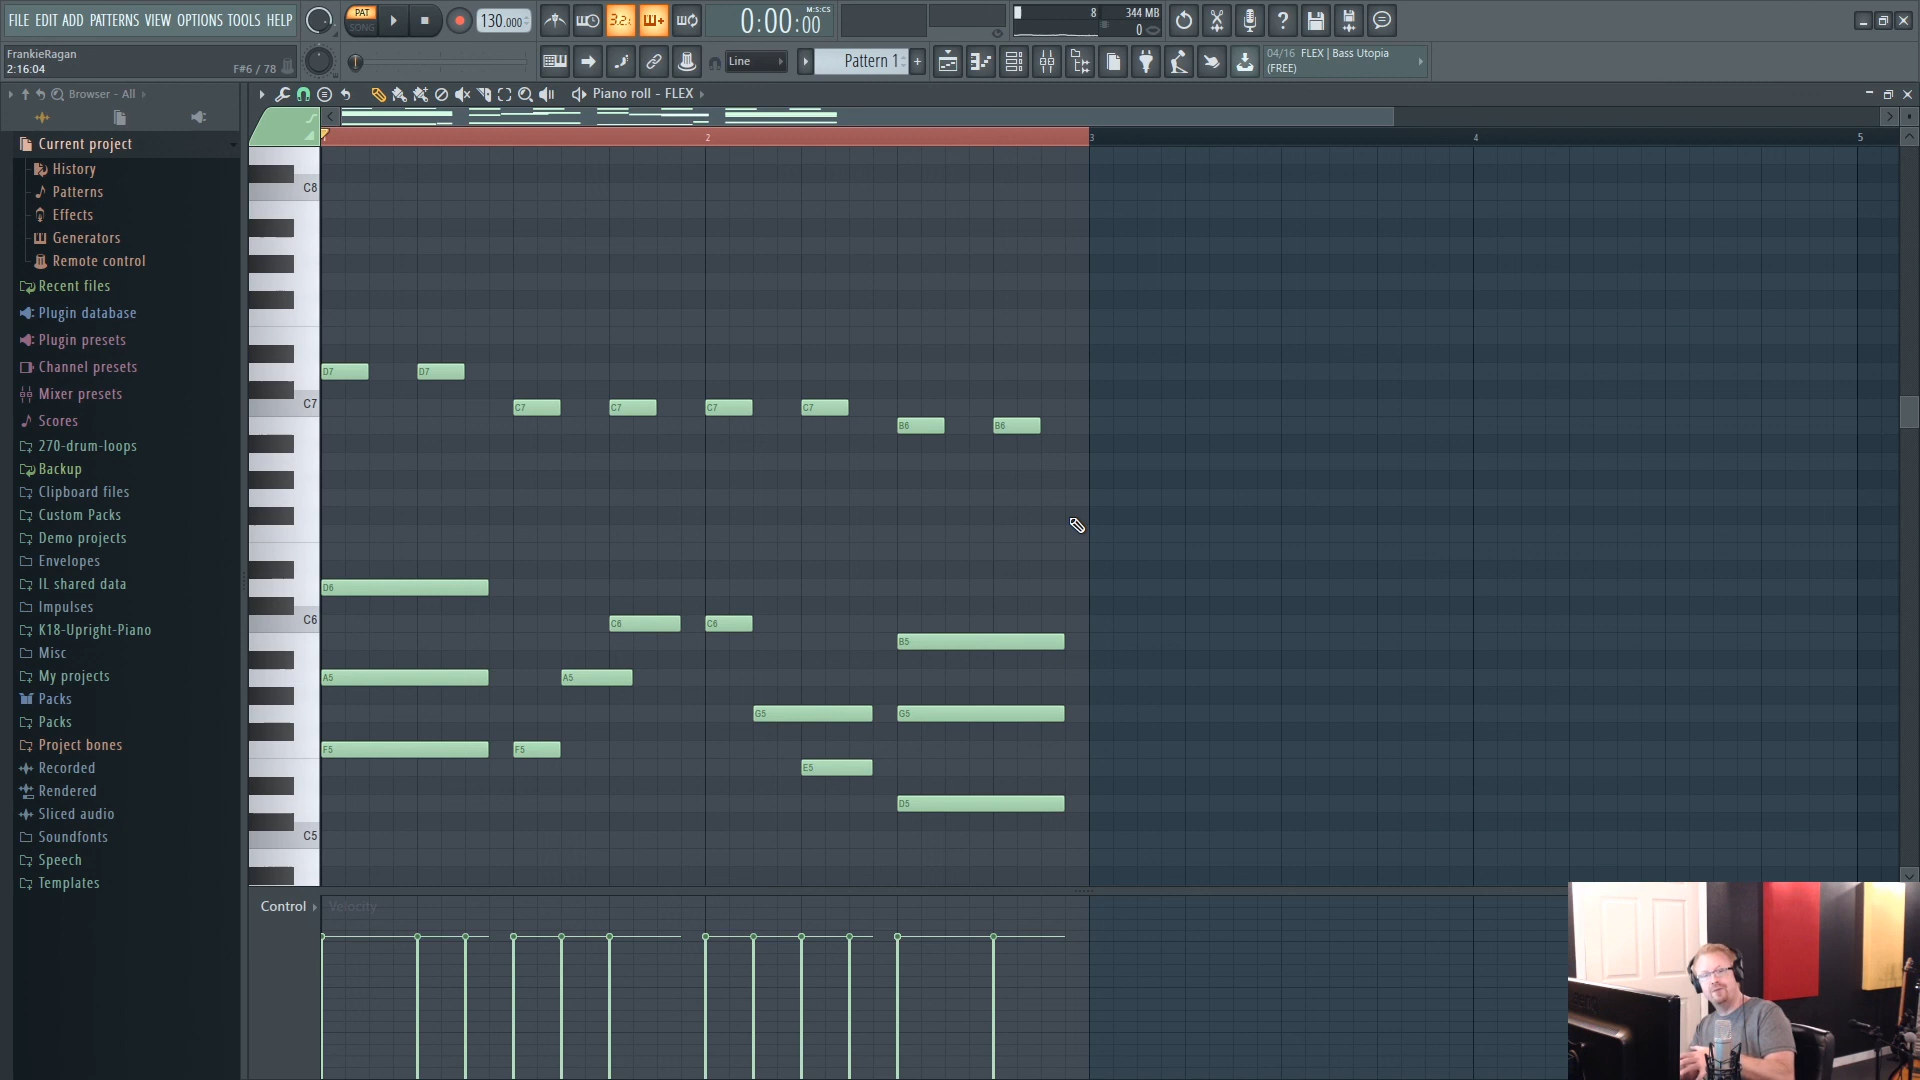 FILE EDIT ADD PATTERNS VIEW OPTIONS TOOLS HELP
PAT
SONG
130.000
3.2.
0:00:00
M:S:CS
8
344 MB
0
FrankieRagan
2:16:04
F#6 / 78
Line
Pattern 1
+
04/16 FLEX | Bass Utopia
(FREE)
Browser - All
Piano roll - FLEX
Current project
History
Patterns
Effects
Generators
Remote control
Recent files
Plugin database
Plugin presets
Channel presets
Mixer presets
Scores
270-drum-loops
Backup
Clipboard files
Custom Packs
Demo projects
Envelopes
IL shared data
Impulses
K18-Upright-Piano
Misc
My projects
Packs
Packs
Project bones
Recorded
Rendered
Sliced audio
Soundfonts
Speech
Templates
1 2 3 4 5
C8
D7 D7
C7 C7 C7 C7 C7
B6 B6
D6
C6 C6 C6
B5
A5 A5
G5 G5
F5 F5
E5
D5
C5
Control Velocity